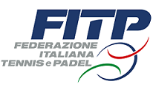 FITP
FEDERAZIONE
ITALIANA
TENNIS e PADEL